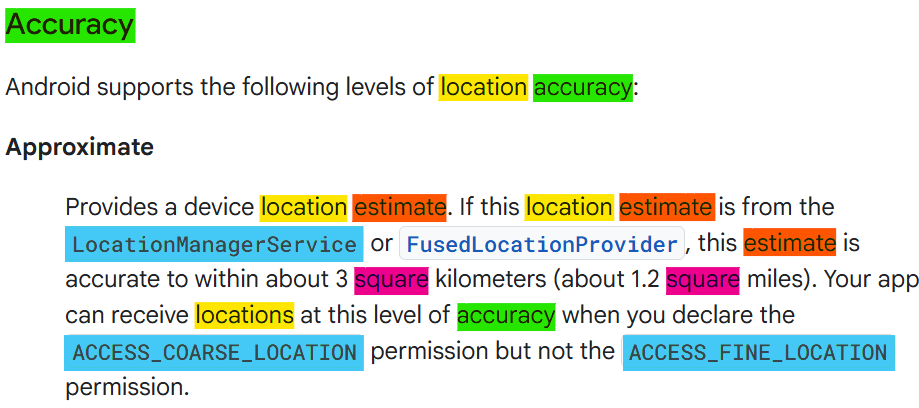 Accuracy
Android supports the following levels of location accuracy:
Approximate
Provides a device location estimate. If this location estimate is from the
LocationManagerService or FusedLocationProvider, this estimate is
accurate to within about 3 square kilometers (about 1.2 square miles). Your app
can receive locations at this level of accuracy when you declare the
ACCESS_COARSE_LOCATION permission but not the ACCESS_FINE_LOCATION
permission.